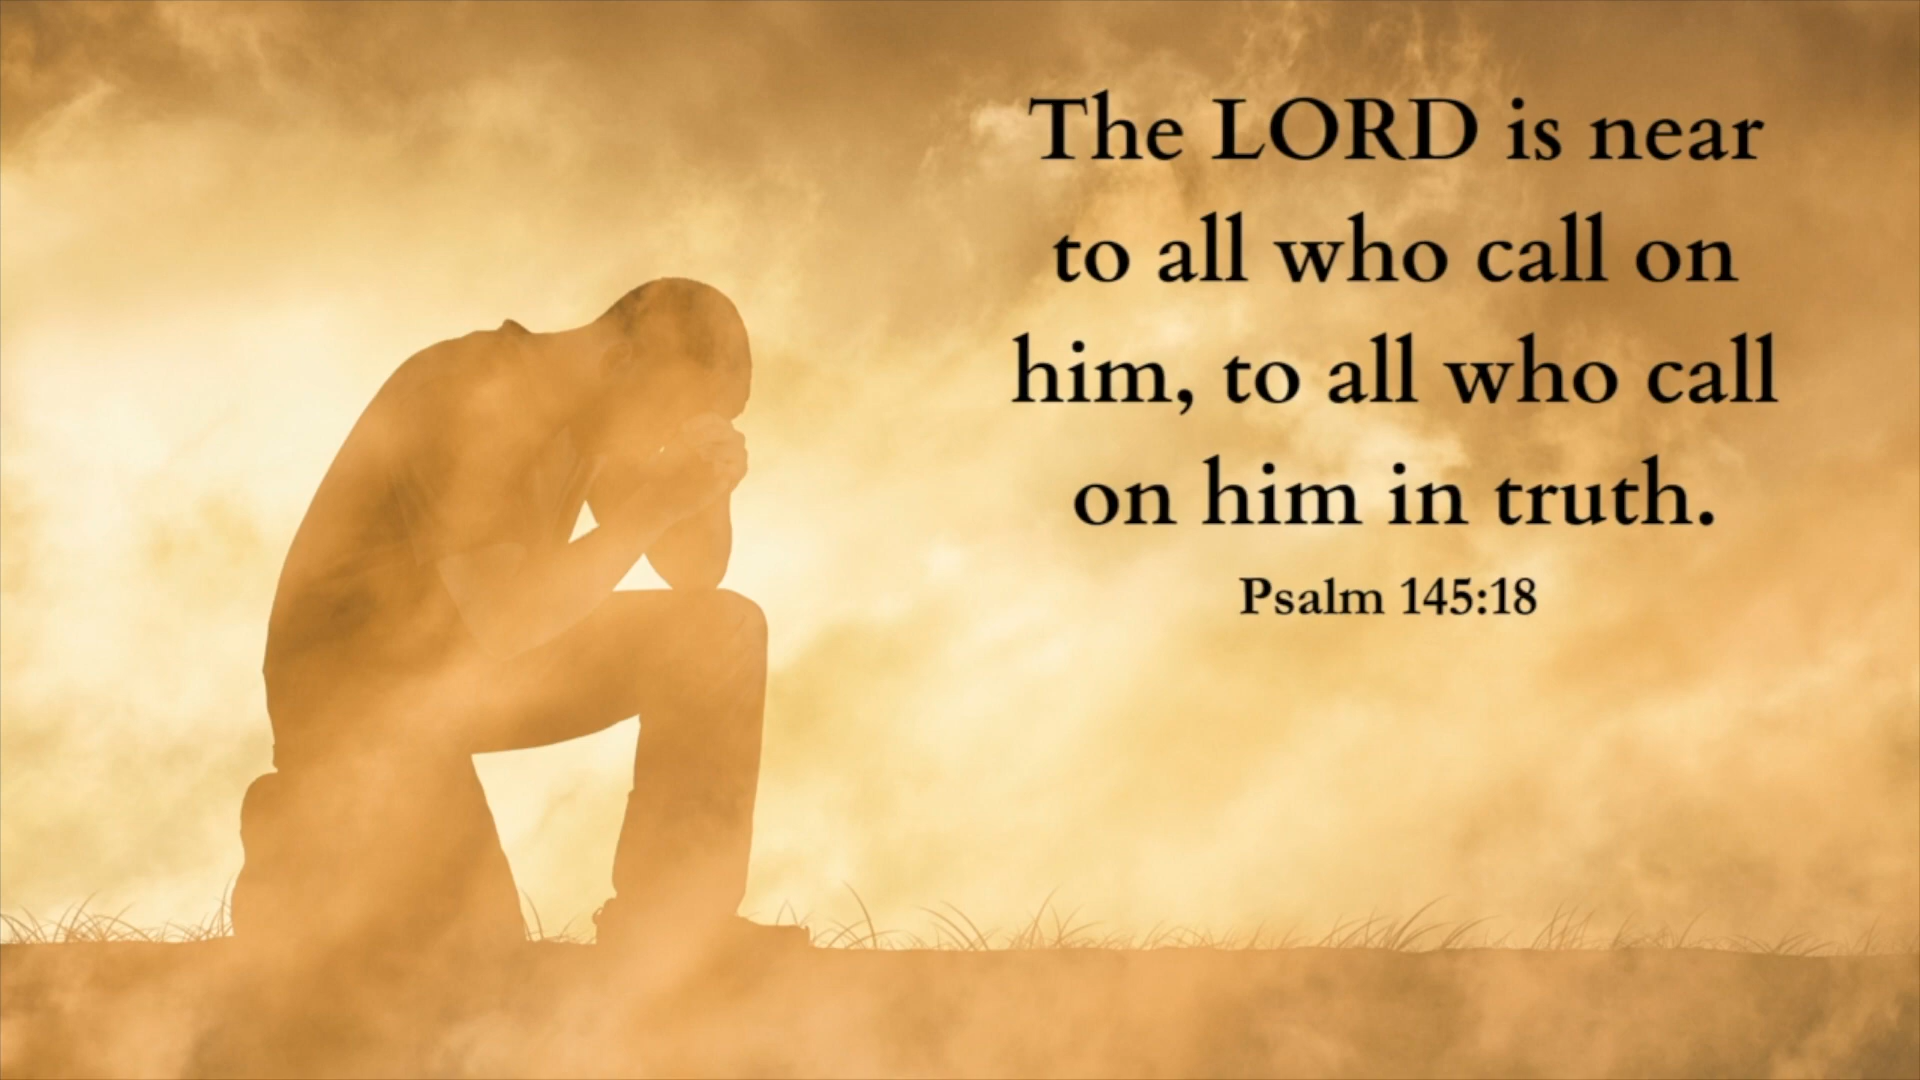 The LORD is near
to all who call on
him, to all who call
on him in truth.
Psalm 145:18